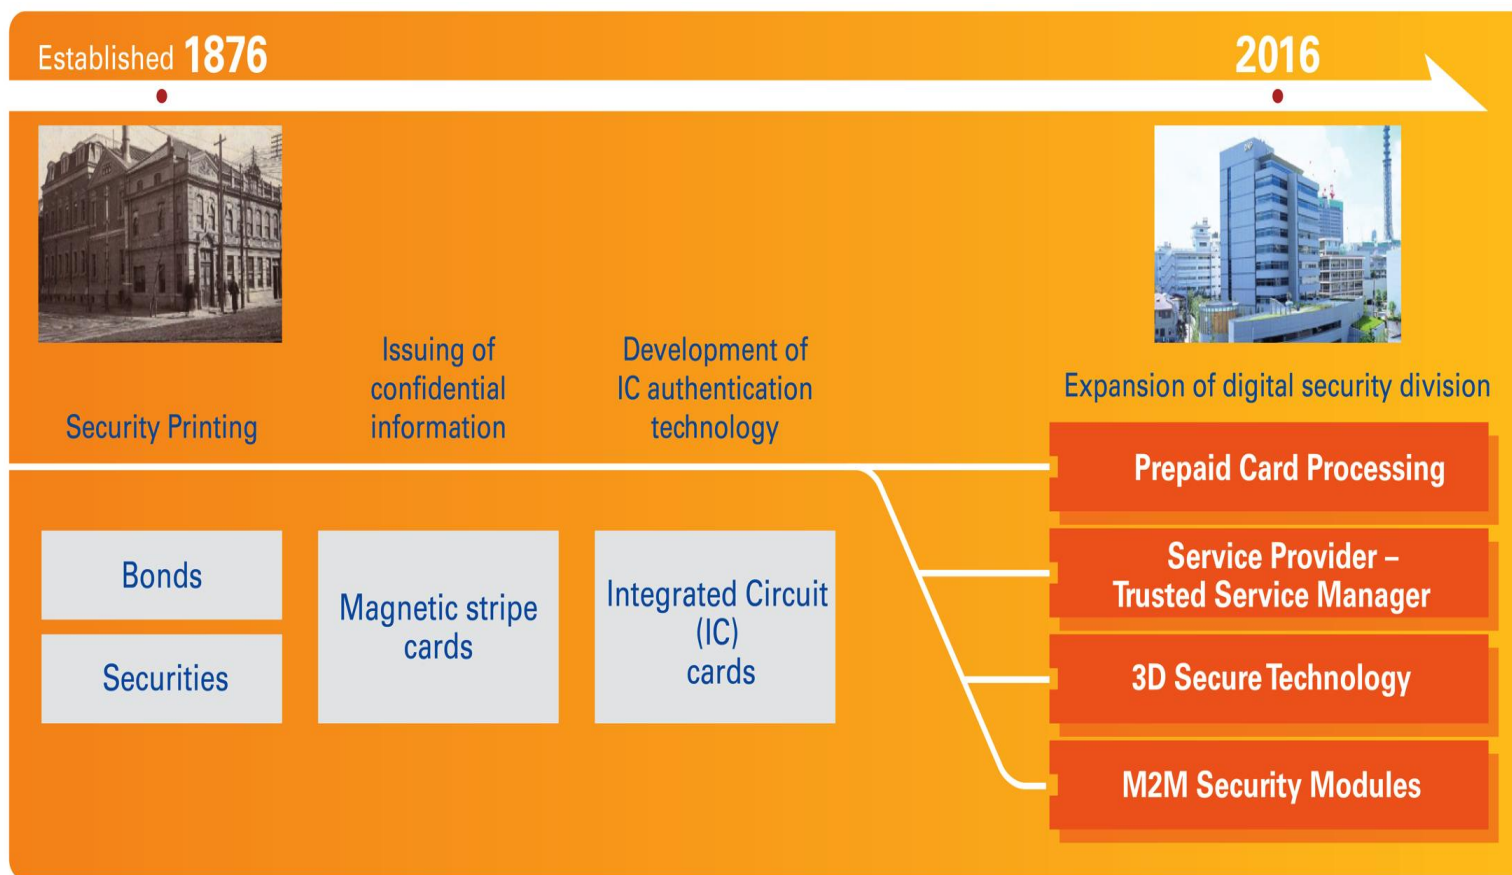 Established 1876
2016
Security Printing
Issuing of
confidential
information
Development of
IC authentication
technology
Expansion of digital security division
Bonds
Securities
Magnetic stripe
cards
Integrated Circuit
(IC)
cards
Prepaid Card Processing
Service Provider –
Trusted Service Manager
3D Secure Technology
M2M Security Modules